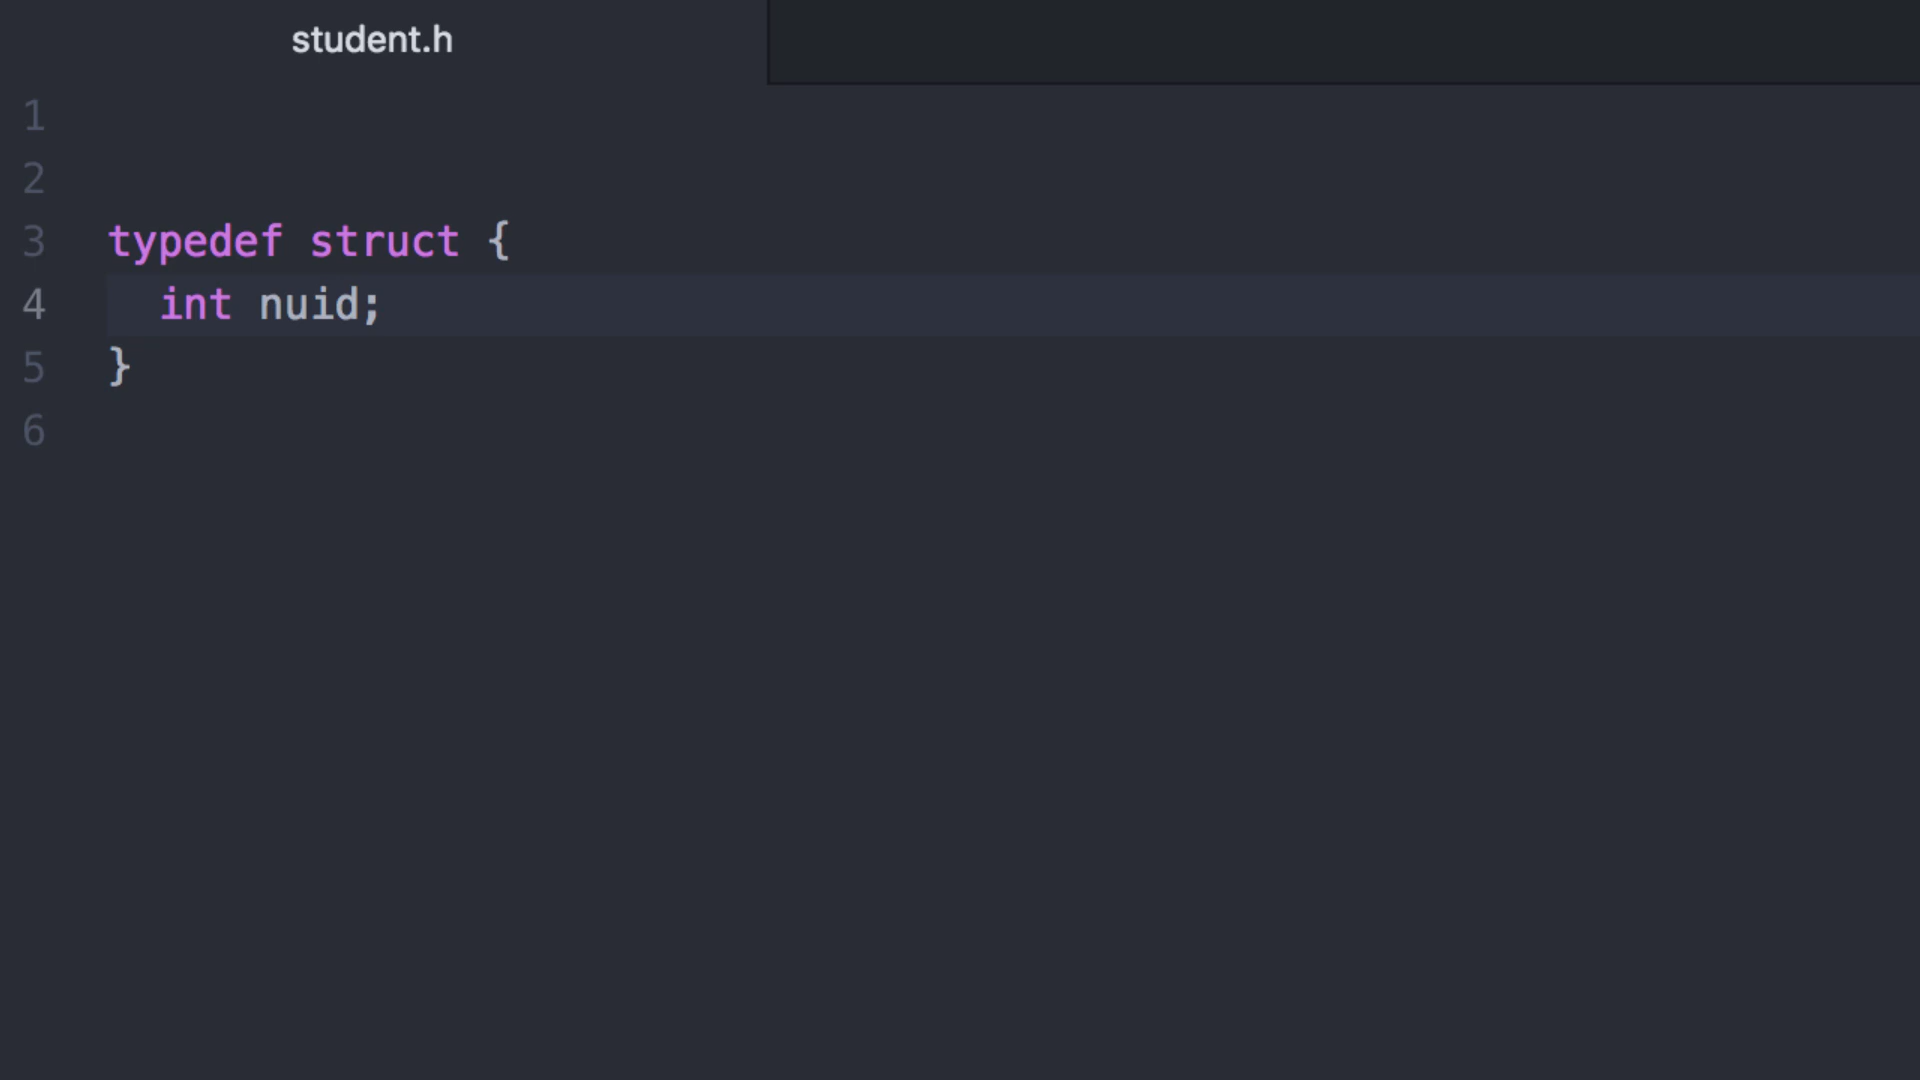 student.h
1
2
3 typedef struct {
4 int nuid;
5 }
6